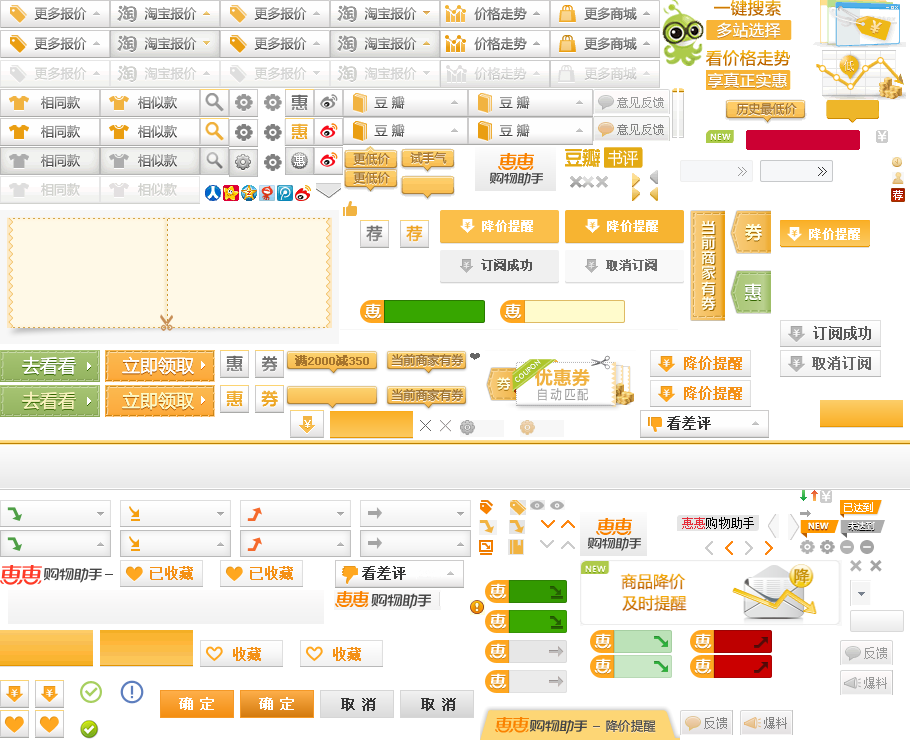 更多报价 淘 淘宝报价 更多报价 淘 淘宝报价 价格走势 更多商城 一键搜索
多站选择
更多报价 淘 淘宝报价 更多报价 淘 淘宝报价 价格走势 更多商城 看价格走势
更多报价 淘 淘宝报价 更多报价 淘 淘宝报价 价格走势 更多商城 享真正实惠
相同款 相似款 惠 豆瓣 豆瓣 意见反馈 历史最低价
相同款 相似款 惠 豆瓣 豆瓣 意见反馈 NEW ¥
相同款 相似款 惠 更低价 试手气 惠惠 购物助手 豆瓣 书评
更低价
相同款 相似款 荐
荐 荐 降价提醒 降价提醒 当前商家有券 券 降价提醒
订阅成功 取消订阅 惠
惠 惠
订阅成功
去看看 立即领取 惠 券 满2000减350 当前商家有券 券 COUPON 优惠券 自动匹配 降价提醒 取消订阅
去看看 立即领取 惠 券 当前商家有券 降价提醒
看差评
已达到
惠惠 购物助手 惠惠购物助手 NEW 未达到
惠惠购物助手 – 已收藏 已收藏 看差评 NEW 商品降价 降
及时提醒
惠惠购物助手 惠
惠
收藏 收藏 惠 惠 惠 反馈
惠 惠 惠 爆料
确定 确定 取消 取消
惠惠购物助手 – 降价提醒 反馈 爆料